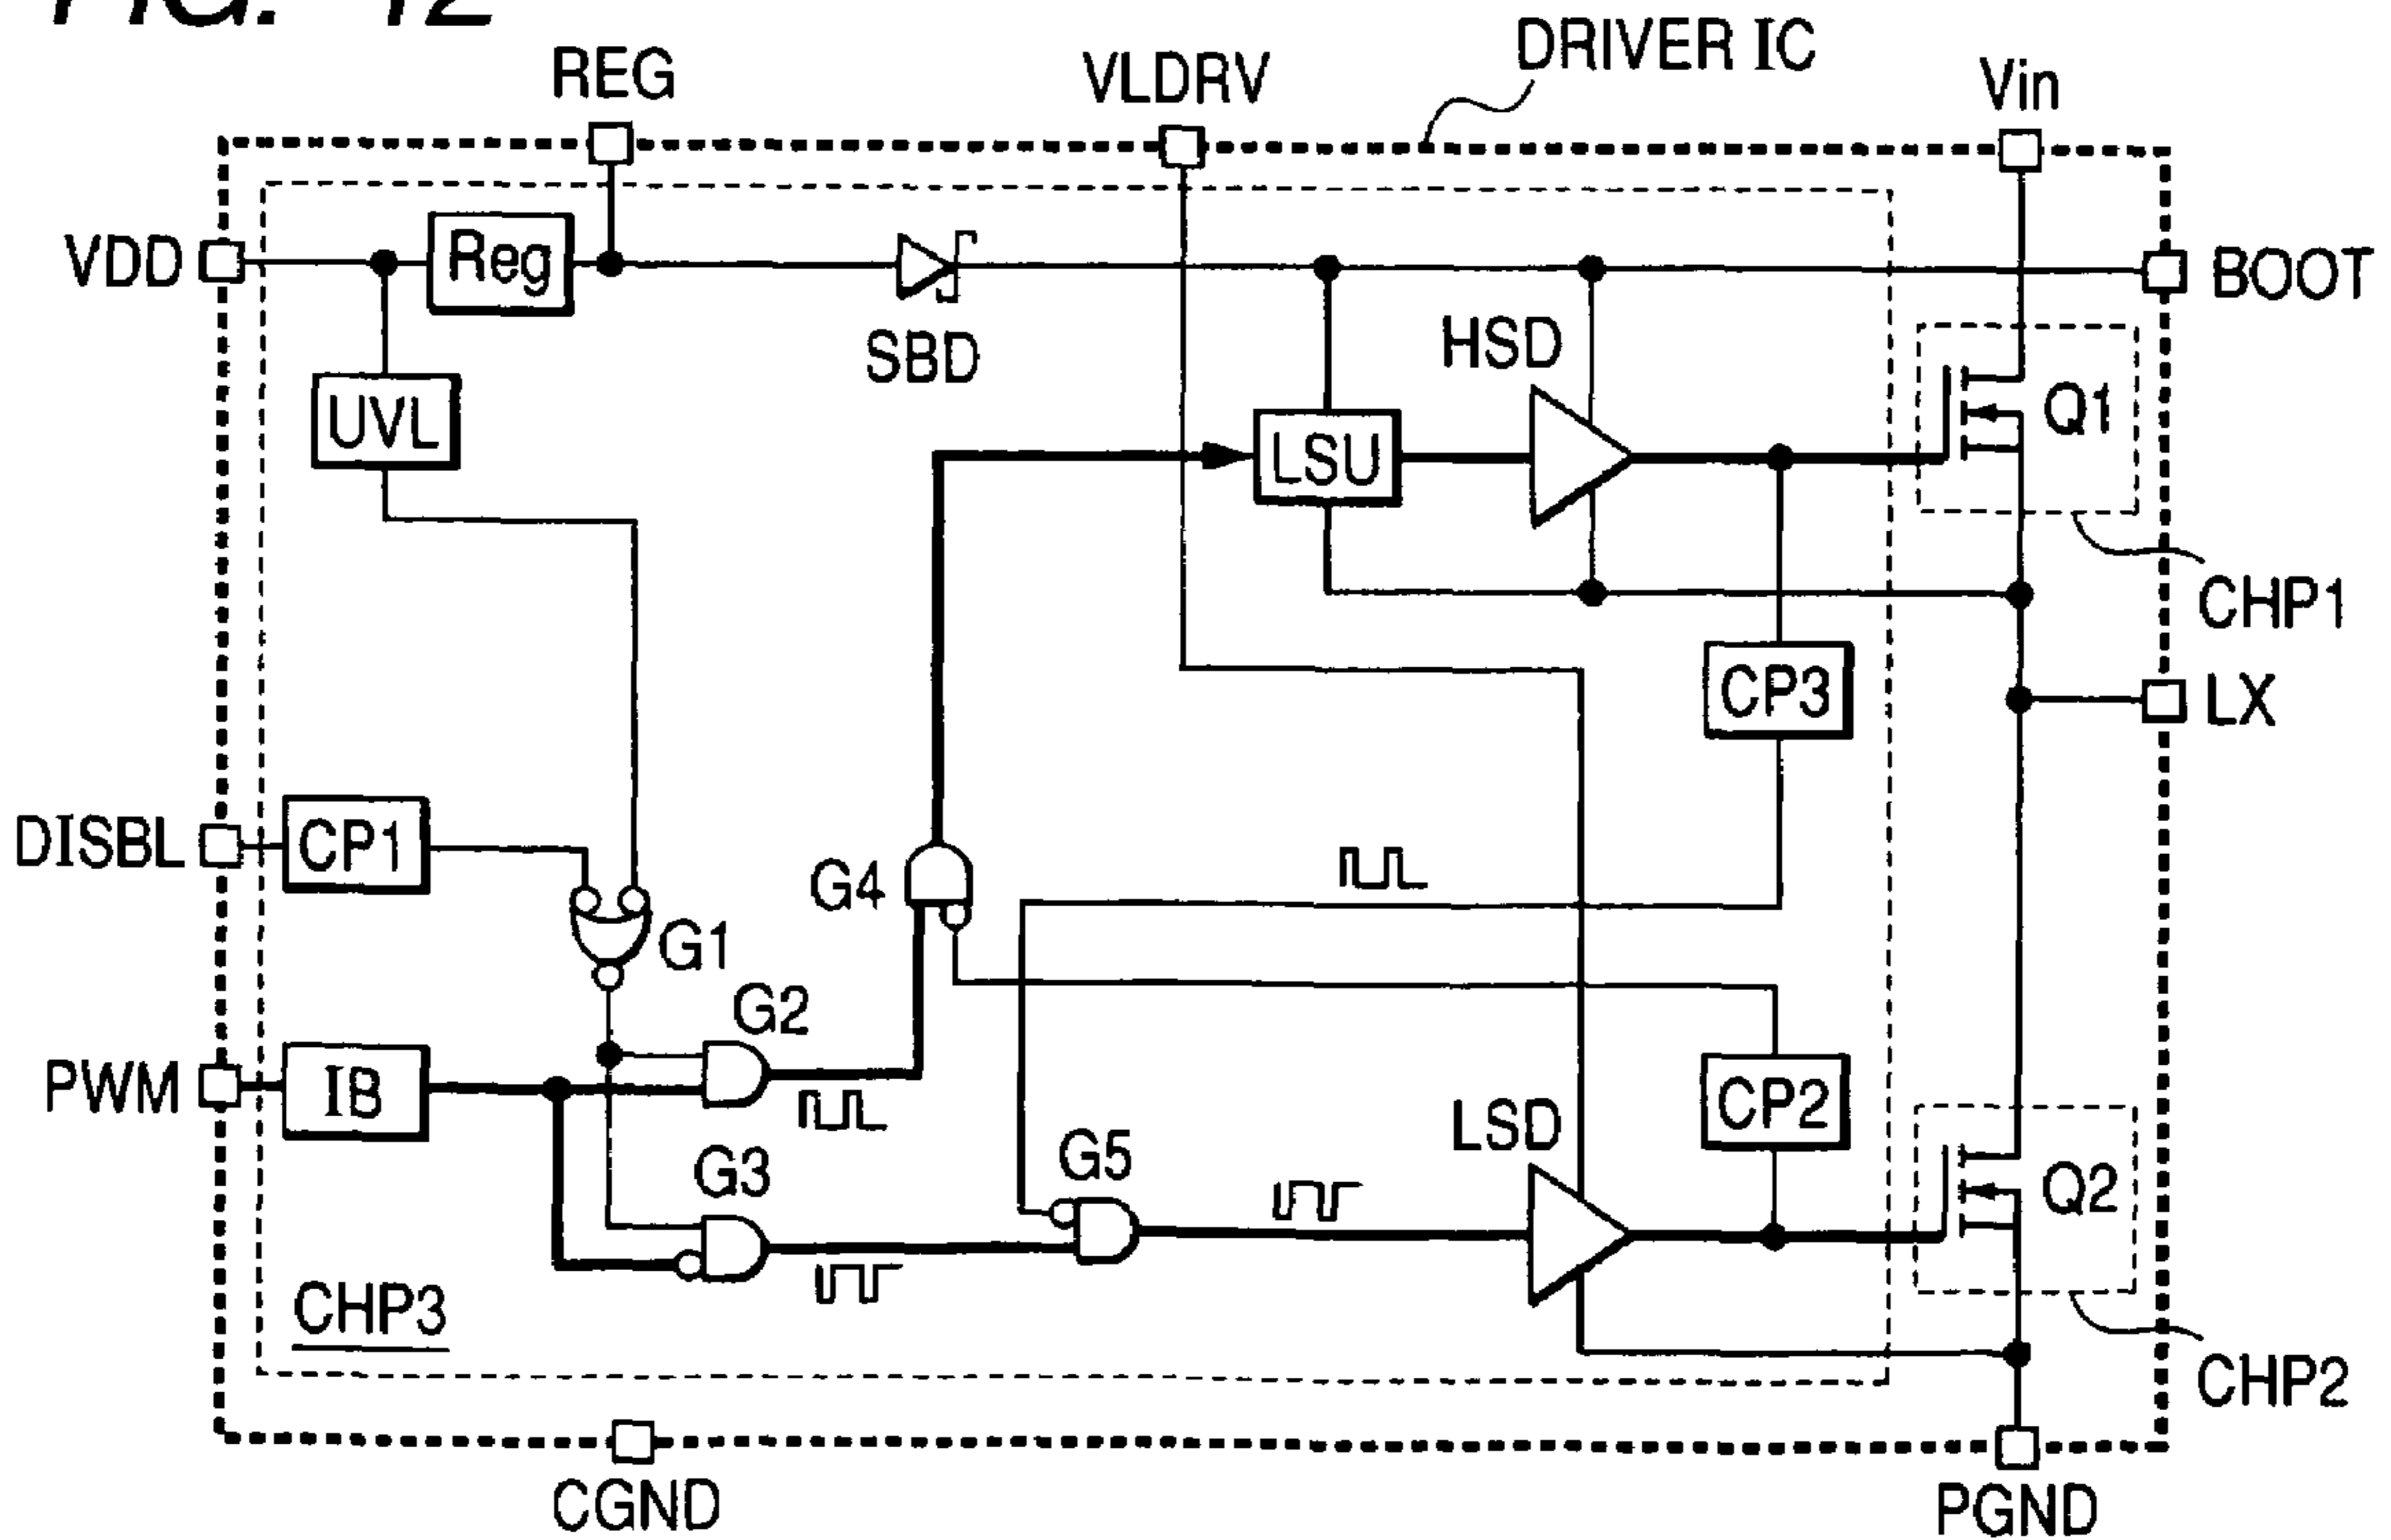 FIG. 12
DRIVER IC
REG
VLDRV
Vin
VDD
Reg
BOOT
SBD
HSD
Q1
UVL
LSU
CHP1
CP3
LX
DISBL
CP1
G4
G1
G2
PWM
IB
CP2
LSD
G3
G5
Q2
CHP3
CHP2
CGND
PGND